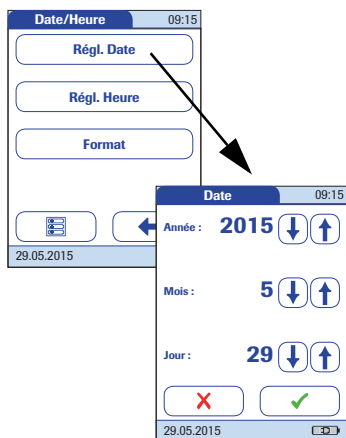 Date/Heure 09:15
Régl. Date
Régl. Heure
Format
29.05.2015
Date 09:15
Année : 2015
Mois : 5
Jour : 29
29.05.2015